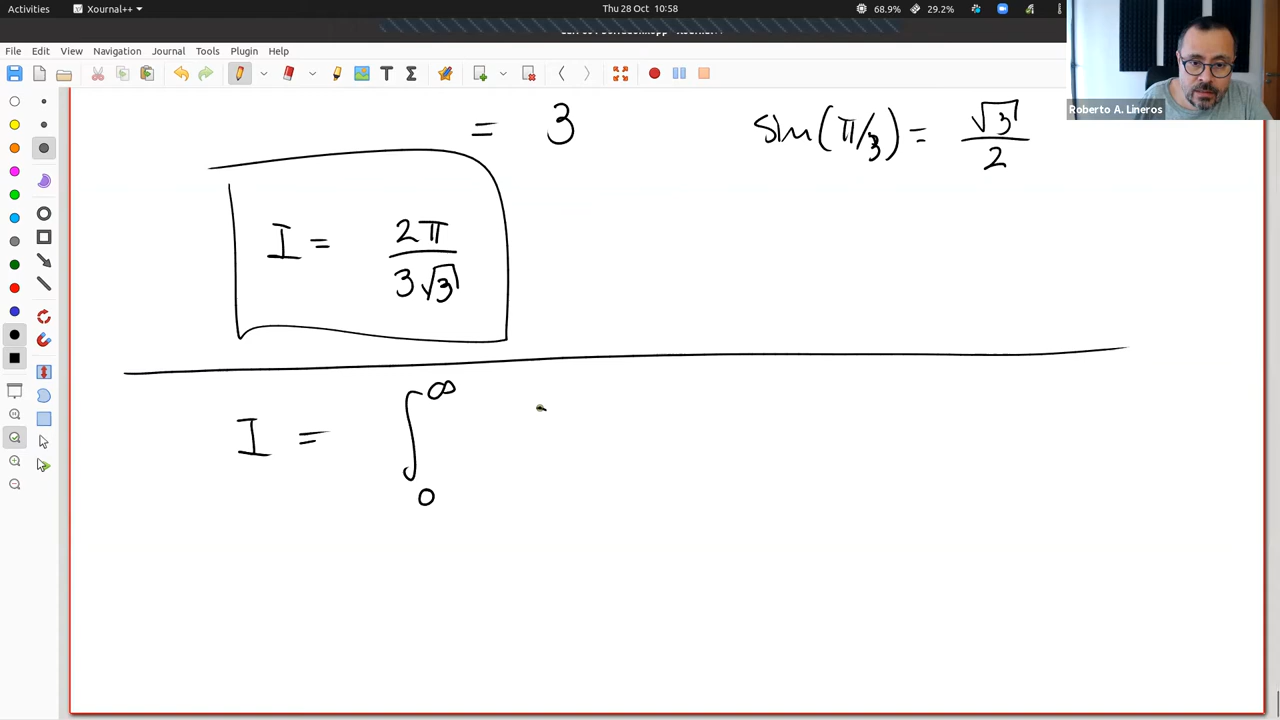 Activities Xournal++ Thu 28 Oct 10:58 68.9% 29.2%
File Edit View Navigation Journal Tools Plugin Help
Roberto A. Lineros
= 3 sin(π/3) = √3/2
I = 2π/3√3
I = ∫₀^∞